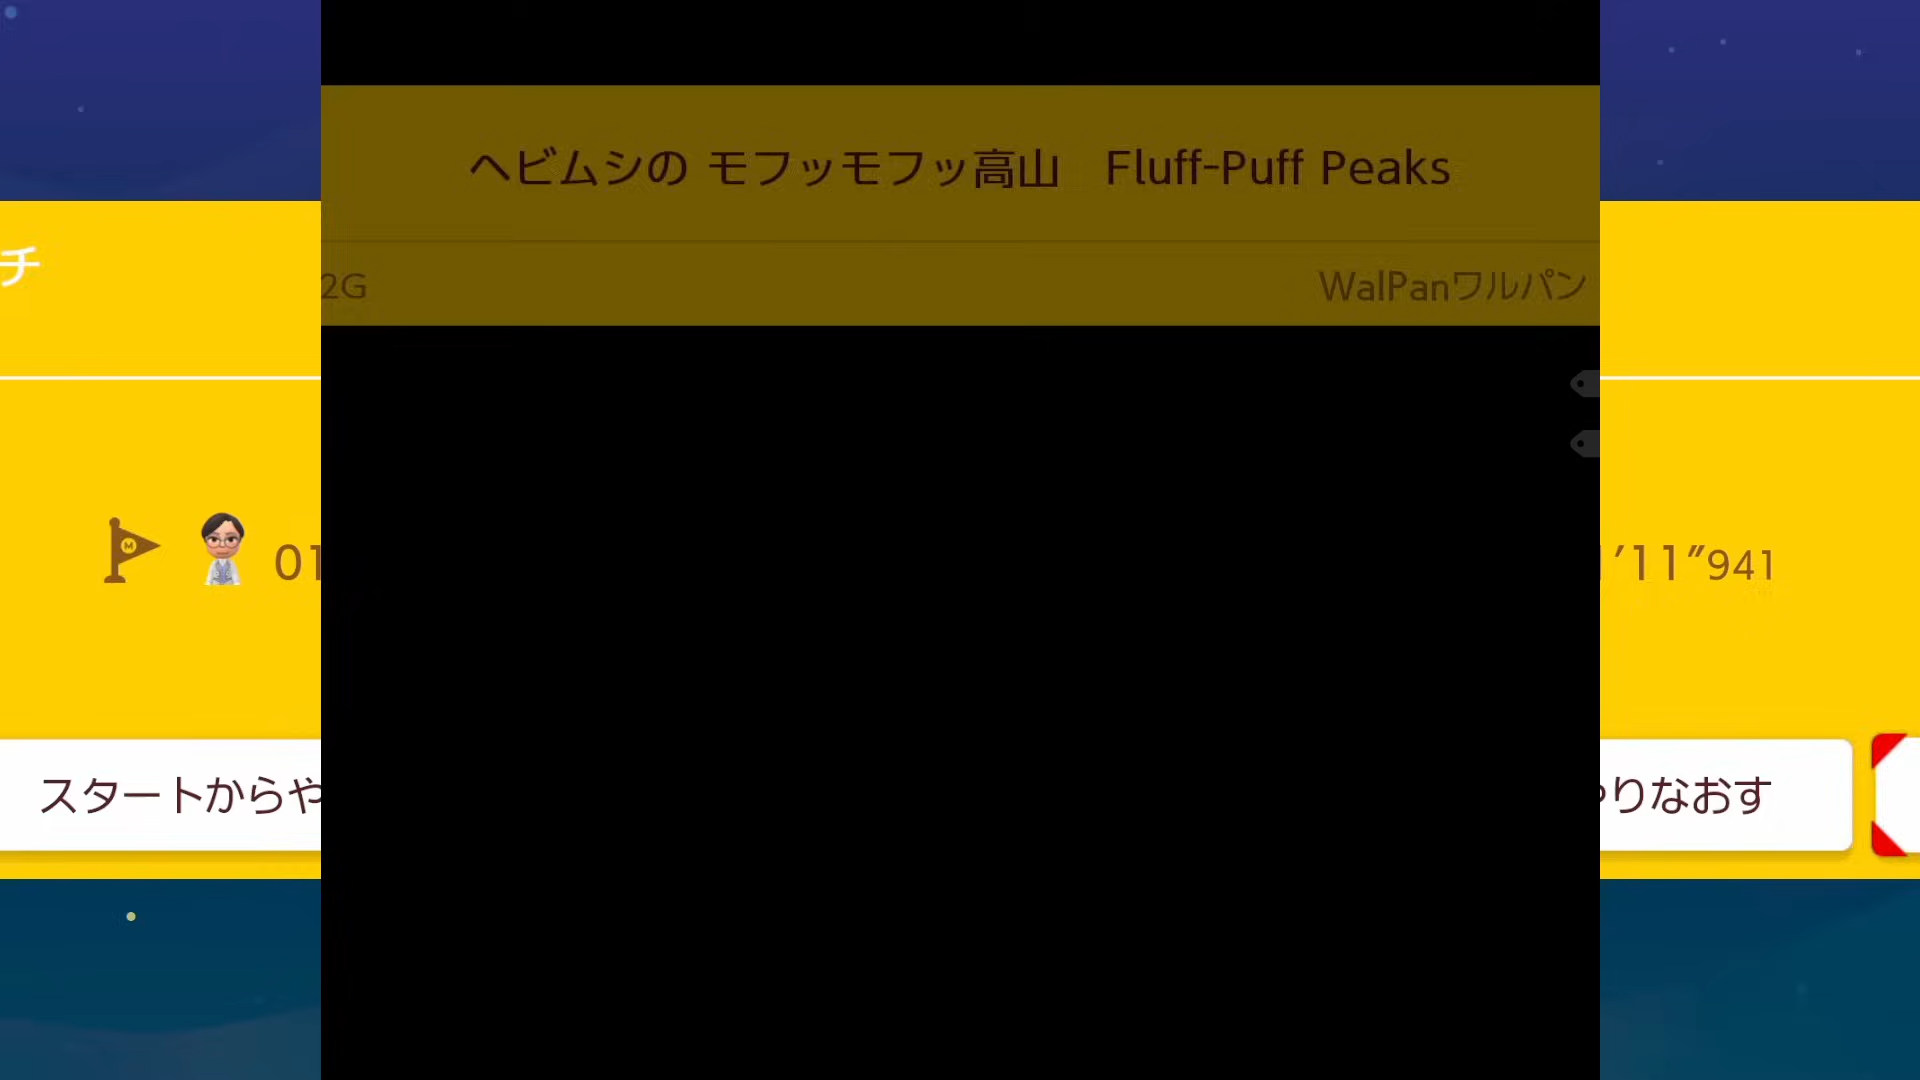 ヘビムシの モフッモフッ高山　Fluff-Puff Peaks
チ
2G
WalPanワルパン
M
01
′11″941
スタートからや
やりなおす